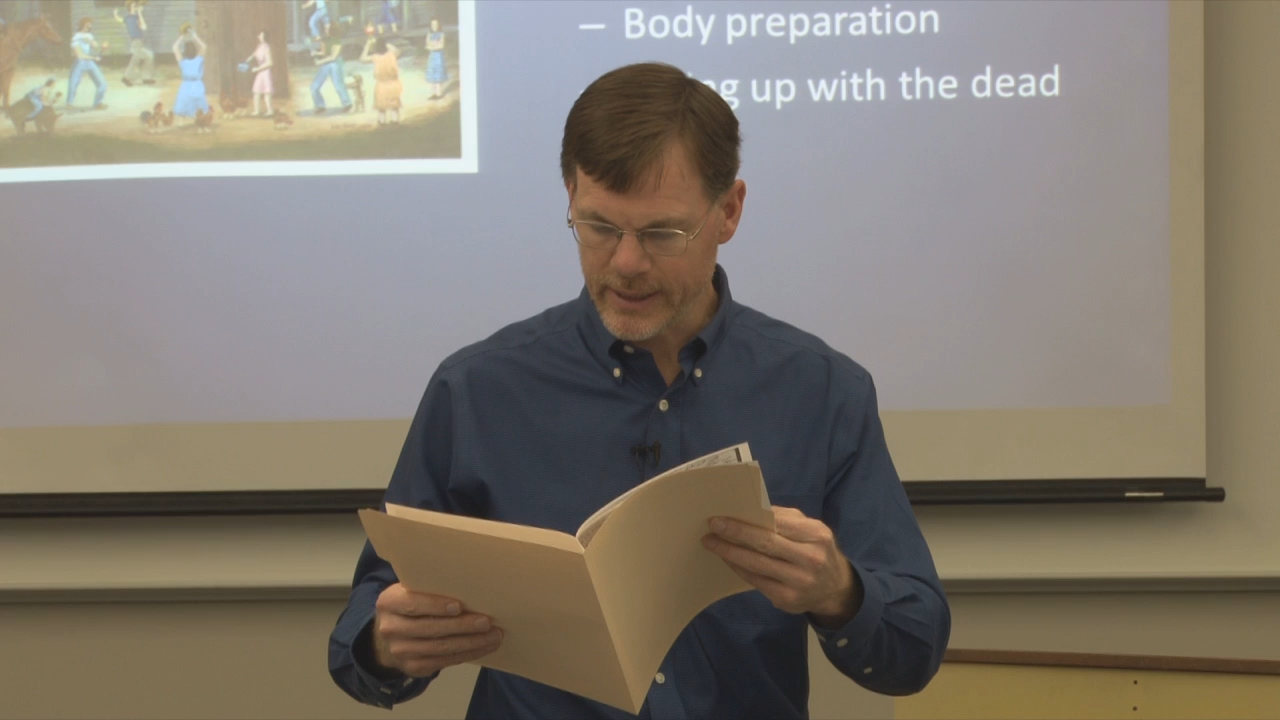 – Body preparation
– g up with the dead